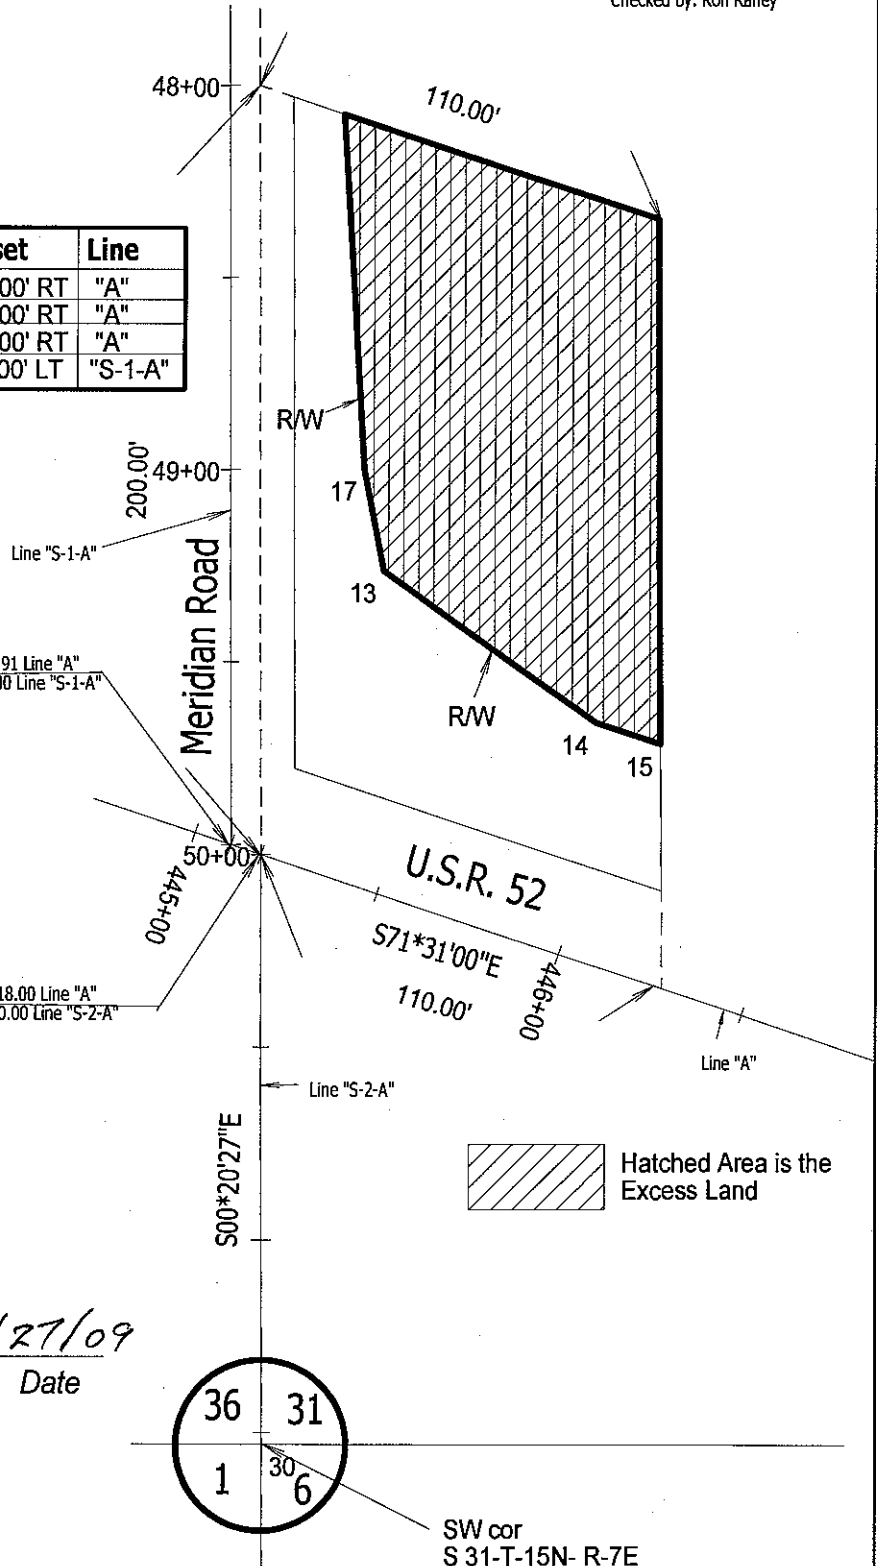 Checked by: Ron Raney
48+00
110.00'
set Line
00' RT "A"
00' RT "A"
00' RT "A"
00' LT "S-1-A"
R/W
200.00'
49+00
17
Line "S-1-A"
Meridian Road
13
91 Line "A"
00 Line "S-1-A"
R/W
14
15
50+00
445+00
U.S.R. 52
S71*31'00"E
446+00
110.00'
18.00 Line "A"
0.00 Line "S-2-A"
Line "A"
Line "S-2-A"
S00*20'27"E
Hatched Area is the
Excess Land
/27/09
Date
36 31
1 30 6
SW cor
S 31-T-15N- R-7E